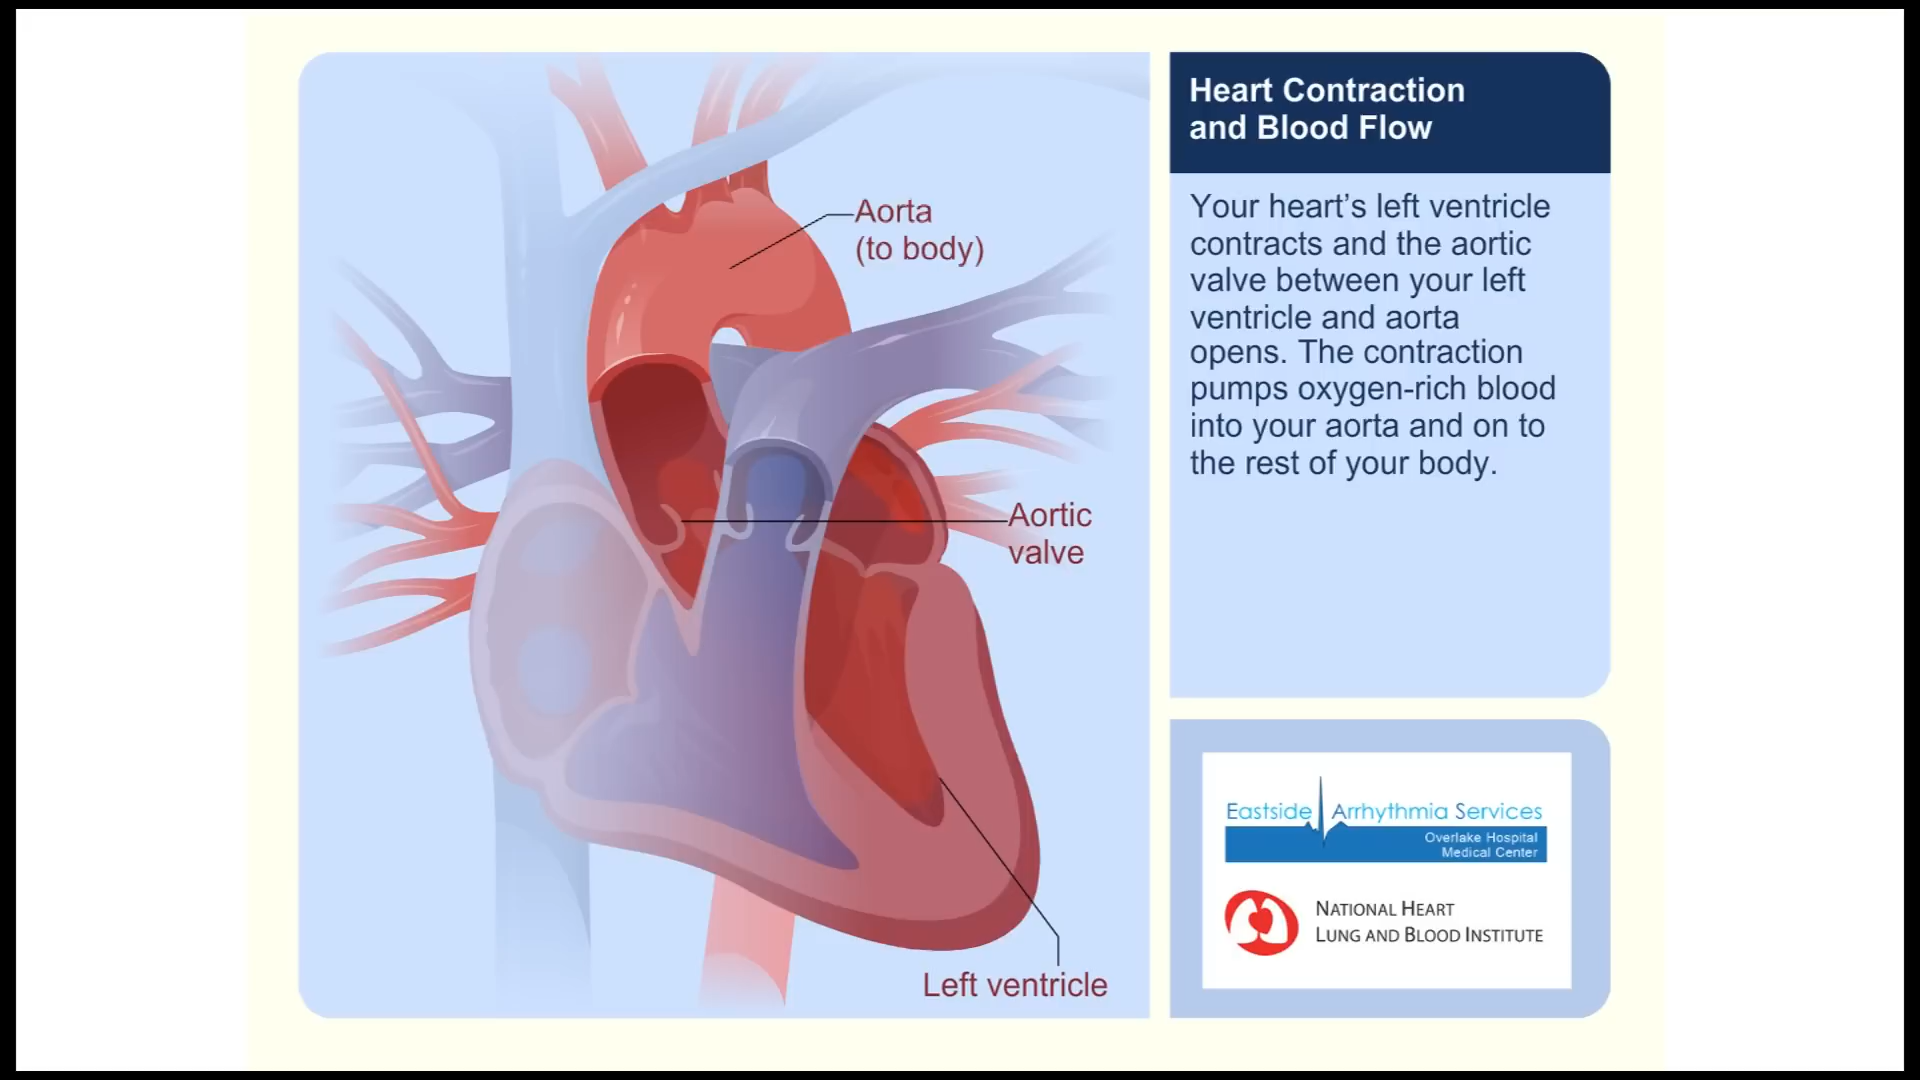 Heart Contraction
and Blood Flow
Your heart’s left ventricle
contracts and the aortic
valve between your left
ventricle and aorta
opens. The contraction
pumps oxygen-rich blood
into your aorta and on to
the rest of your body.
Aorta
(to body)
Aortic
valve
Left ventricle
Eastside Arrhythmia Services
Overlake Hospital
Medical Center
NATIONAL HEART
LUNG AND BLOOD INSTITUTE